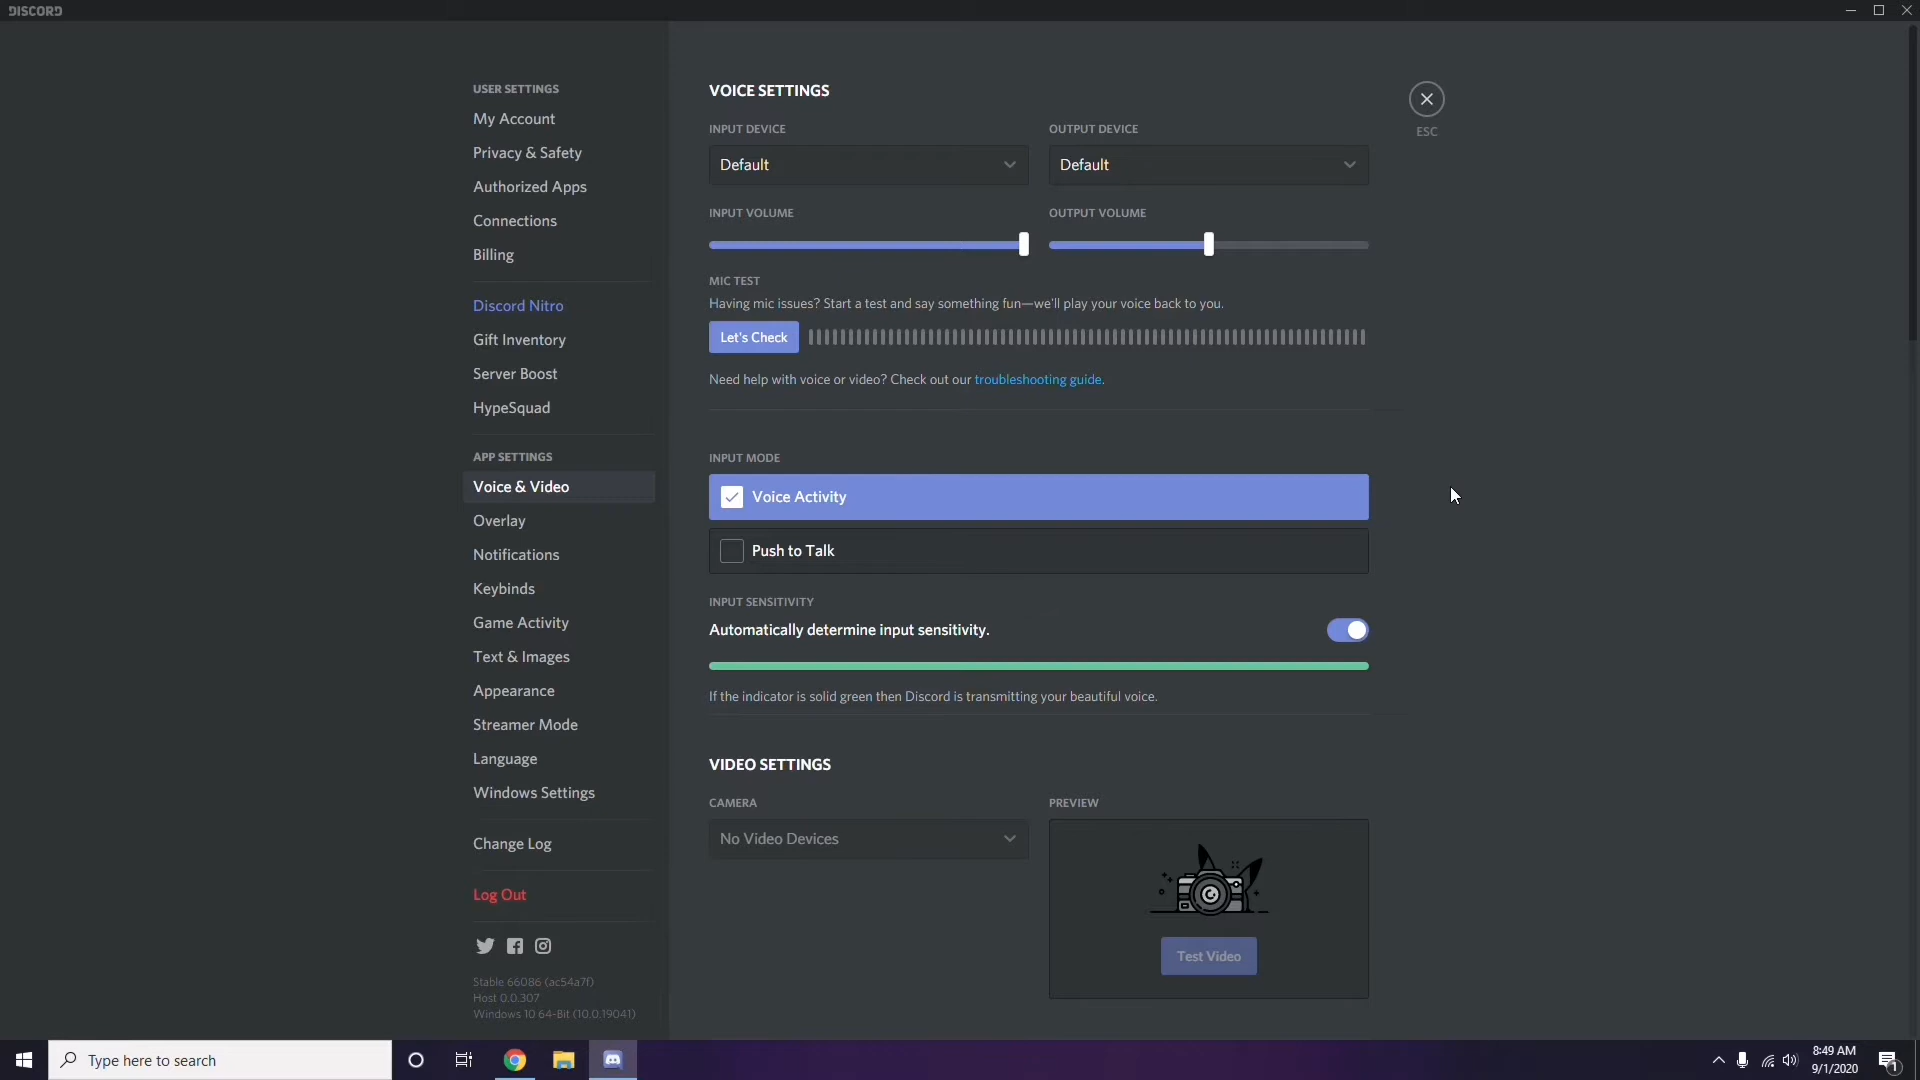 DISCORD
USER SETTINGS
My Account
Privacy & Safety
Authorized Apps
Connections
Billing
Discord Nitro
Gift Inventory
Server Boost
HypeSquad
APP SETTINGS
Voice & Video
Overlay
Notifications
Keybinds
Game Activity
Text & Images
Appearance
Streamer Mode
Language
Windows Settings
Change Log
Log Out
Stable 66086 (ac54a7f)
Host 0.0.307
Windows 10 64-Bit (10.0.19041)
VOICE SETTINGS
INPUT DEVICE
Default
OUTPUT DEVICE
Default
INPUT VOLUME
OUTPUT VOLUME
MIC TEST
Having mic issues? Start a test and say something fun—we'll play your voice back to you.
Let's Check
Need help with voice or video? Check out our troubleshooting guide.
INPUT MODE
Voice Activity
Push to Talk
INPUT SENSITIVITY
Automatically determine input sensitivity.
If the indicator is solid green then Discord is transmitting your beautiful voice.
VIDEO SETTINGS
CAMERA
No Video Devices
PREVIEW
Test Video
ESC
Type here to search
8:49 AM
9/1/2020
1